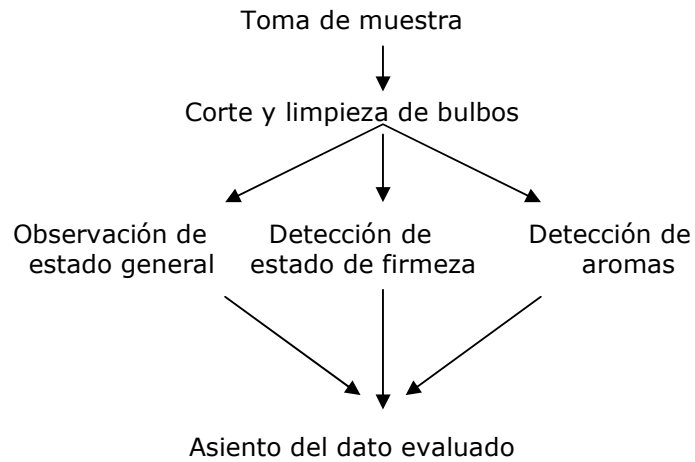 Toma de muestra
Corte y limpieza de bulbos
Observación de
estado general
Detección de
estado de firmeza
Detección de
aromas
Asiento del dato evaluado